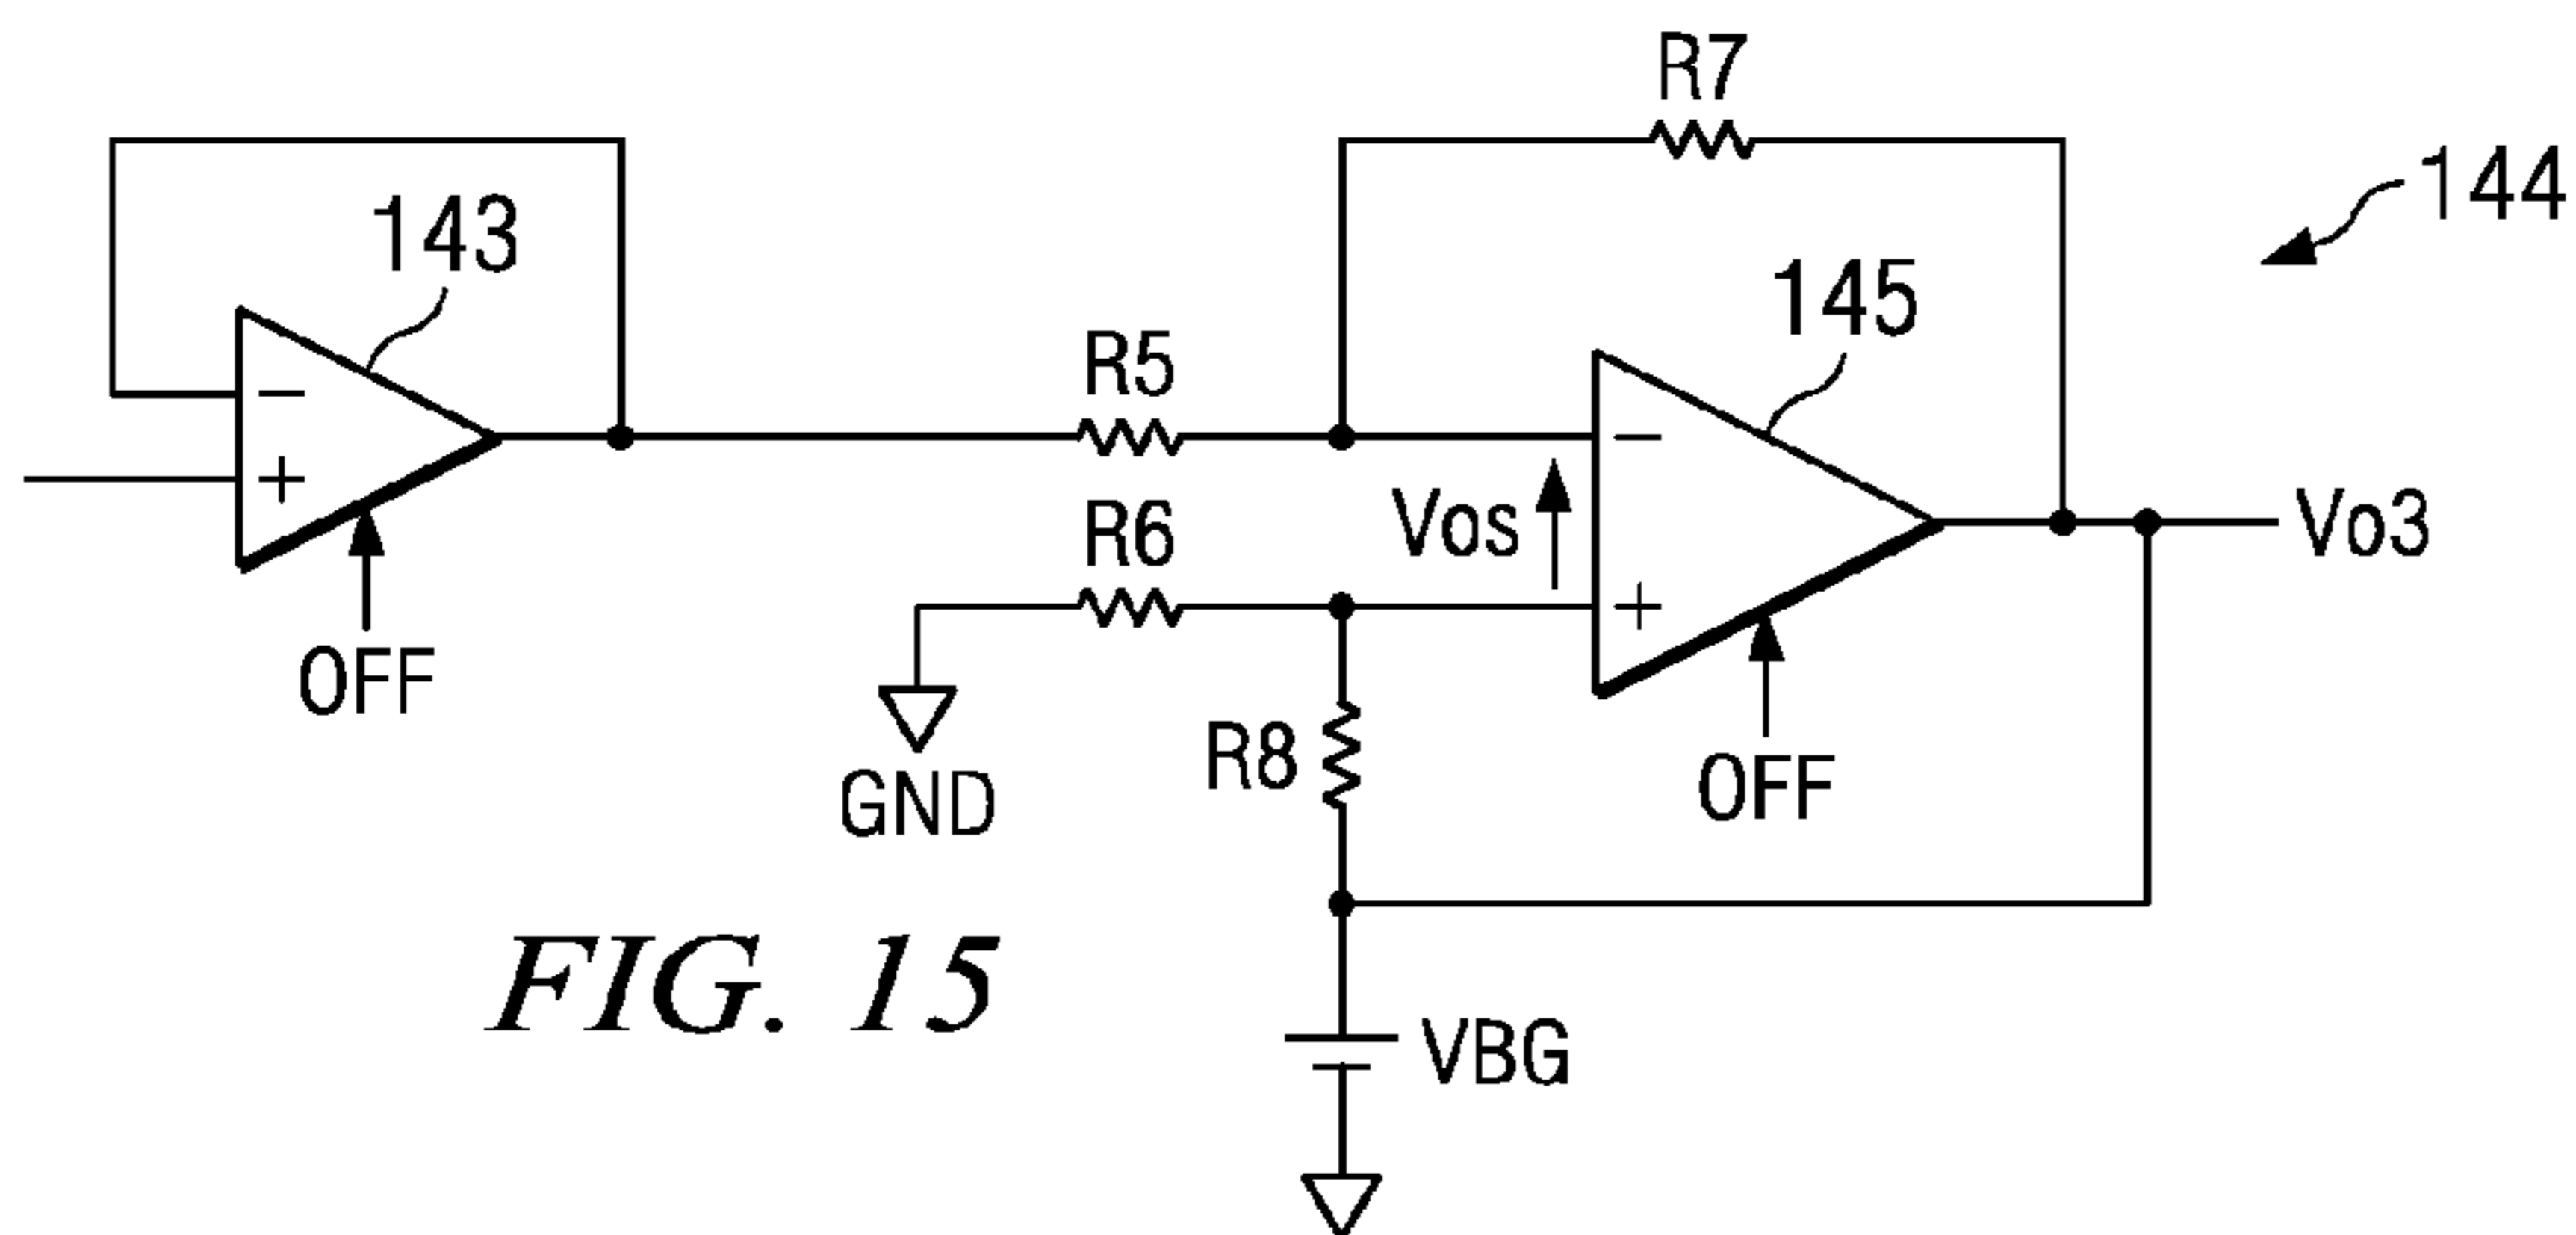 R7
144
143
145
R5
Vos
R6
Vo3
OFF
GND
R8
OFF
FIG. 15
VBG